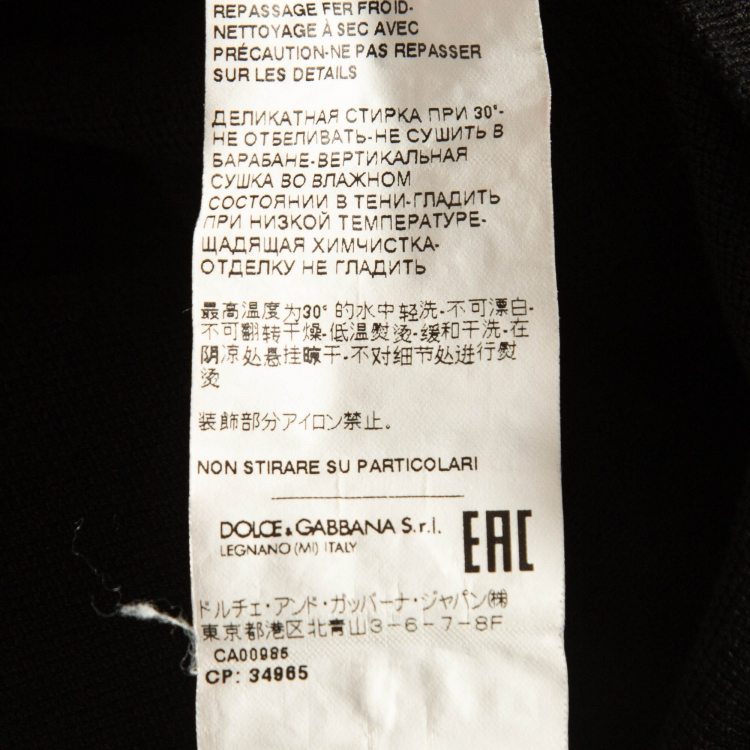 REPASSAGE FER FROID-
NETTOYAGE À SEC AVEC
PRÉCAUTION-NE PAS REPASSER
SUR LES DETAILS
ДЕЛИКАТНАЯ СТИРКА ПРИ 30°-
НЕ ОТБЕЛИВАТЬ-НЕ СУШИТЬ В
БАРАБАНЕ-ВЕРТИКАЛЬНАЯ
СУШКА ВО ВЛАЖНОМ
СОСТОЯНИИ В ТЕНИ-ГЛАДИТЬ
ПРИ НИЗКОЙ ТЕМПЕРАТУРЕ-
ЩАДЯЩАЯ ХИМЧИСТКА-
ОТДЕЛКУ НЕ ГЛАДИТЬ
最高温度为30° 的水中轻洗-不可漂白-
不可翻转干燥-低温熨烫-缓和干洗-在
阴凉处悬挂曠干-不对细节处进行熨
烫
装飾部分アイロン禁止。
NON STIRARE SU PARTICOLARI
DOLCE & GABBANA S.r.l.
LEGNANO (MI) ITALY
EAC
ドルチェ・アンド・ガッバーナ・ジャパン㈱
東京都港区北青山3-6-7-8F
CA00986
CP: 34965